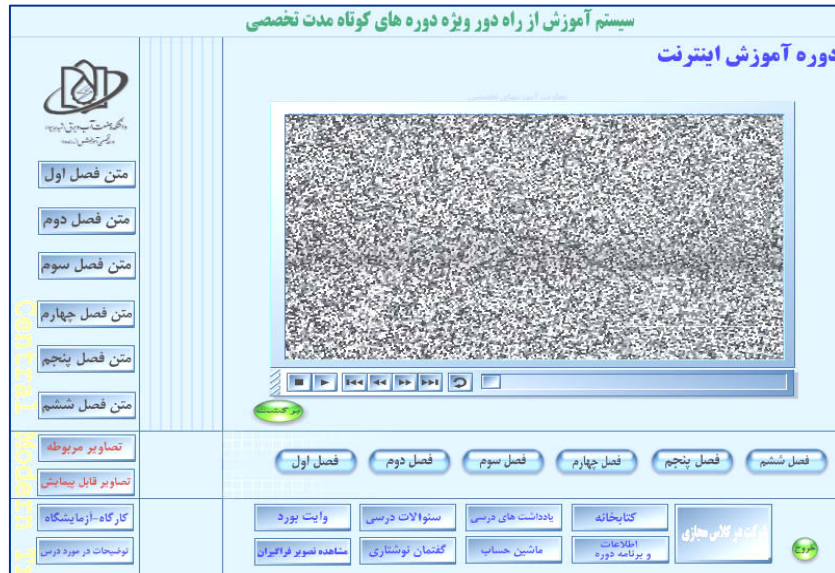 سیستم آموزش از راه دور ویژه دوره های کوتاه مدت تخصصی
دوره آموزش اینترنت
متن فصل اول
متن فصل دوم
متن فصل سوم
متن فصل چهارم
متن فصل پنجم
متن فصل ششم
تصاویر مربوطه
تصاویر قابل پیمایش
کارگاه-آزمایشگاه
توضیحات در مورد درس
Central Modern
برگشت
فصل اول
فصل دوم
فصل سوم
فصل چهارم
فصل پنجم
فصل ششم
شرکت در کلاس مجازی
کتابخانه
یادداشت های درسی
سئوالات درسی
وایت بورد
اطلاعات
و برنامه دوره
ماشین حساب
گفتمان نوشتاری
مشاهده تصویر فراگیران
خروج